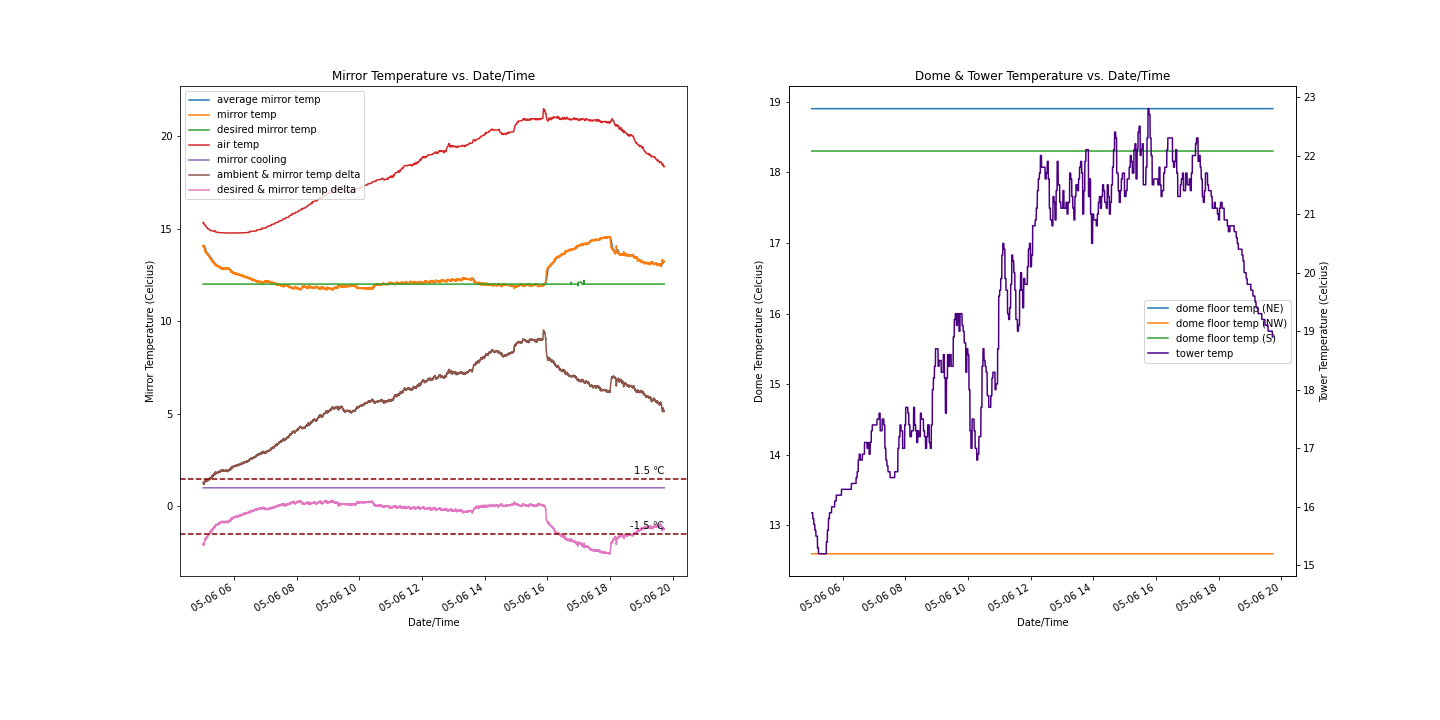 Mirror Temperature vs. Date/Time
average mirror temp
mirror temp
desired mirror temp
air temp
mirror cooling
ambient & mirror temp delta
desired & mirror temp delta
20
15
10
5
0
Mirror Temperature (Celcius)
1.5 °C
-1.5 °C
05-06 06
05-06 08
05-06 10
05-06 12
05-06 14
05-06 16
05-06 18
05-06 20
Date/Time
Dome & Tower Temperature vs. Date/Time
19
18
17
16
15
14
13
Dome Temperature (Celcius)
dome floor temp (NE)
dome floor temp (NW)
dome floor temp (S)
tower temp
23
22
21
20
19
18
17
16
15
Tower Temperature (Celcius)
05-06 06
05-06 08
05-06 10
05-06 12
05-06 14
05-06 16
05-06 18
05-06 20
Date/Time